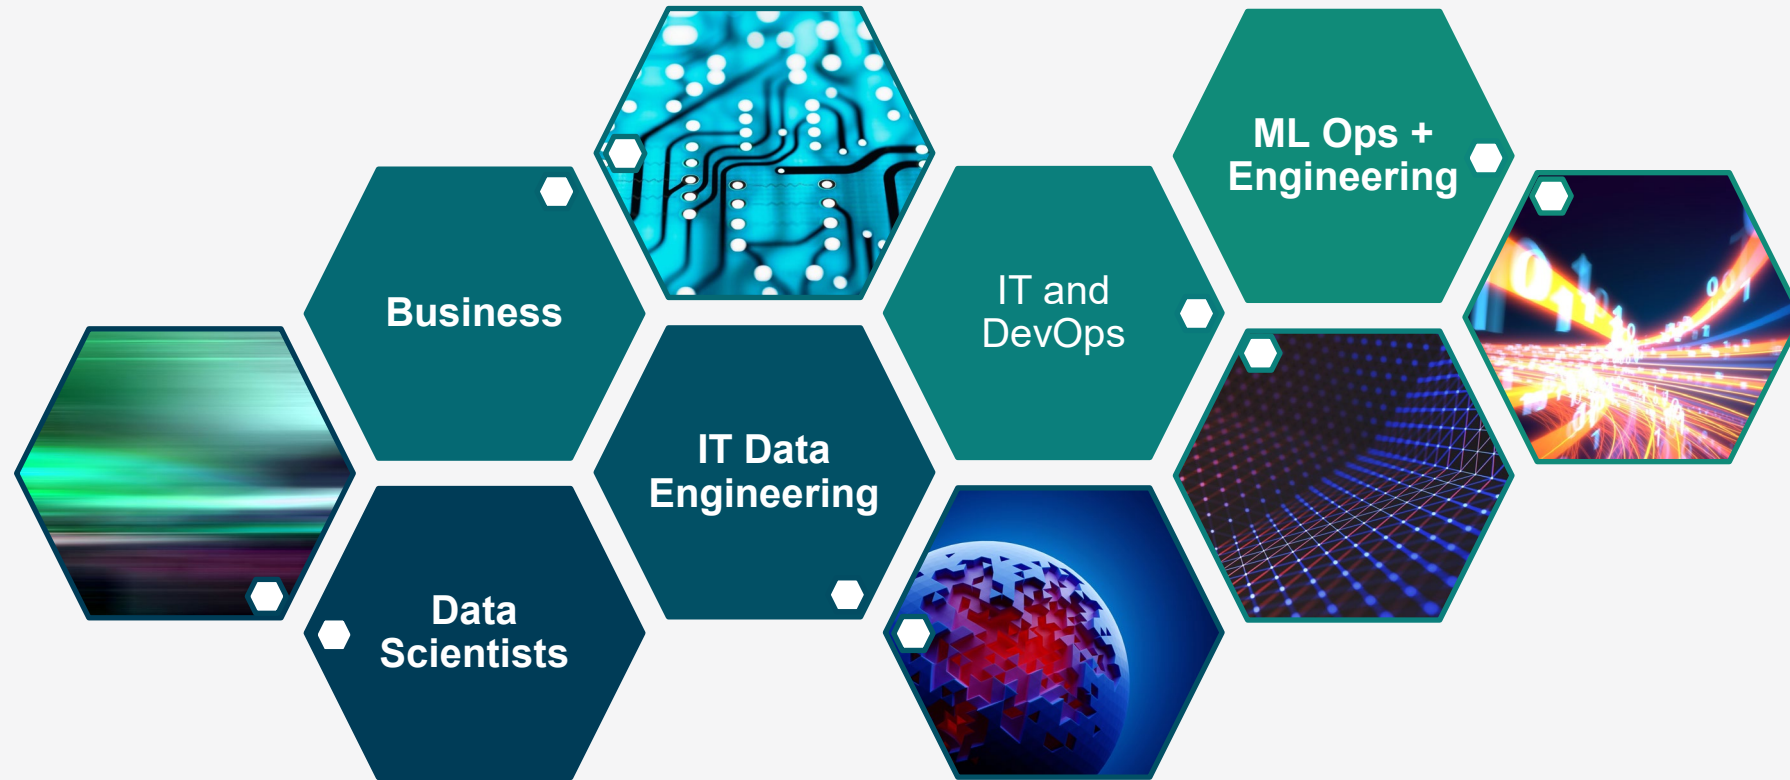 Business
Data
Scientists
IT Data
Engineering
IT and
DevOps
ML Ops +
Engineering